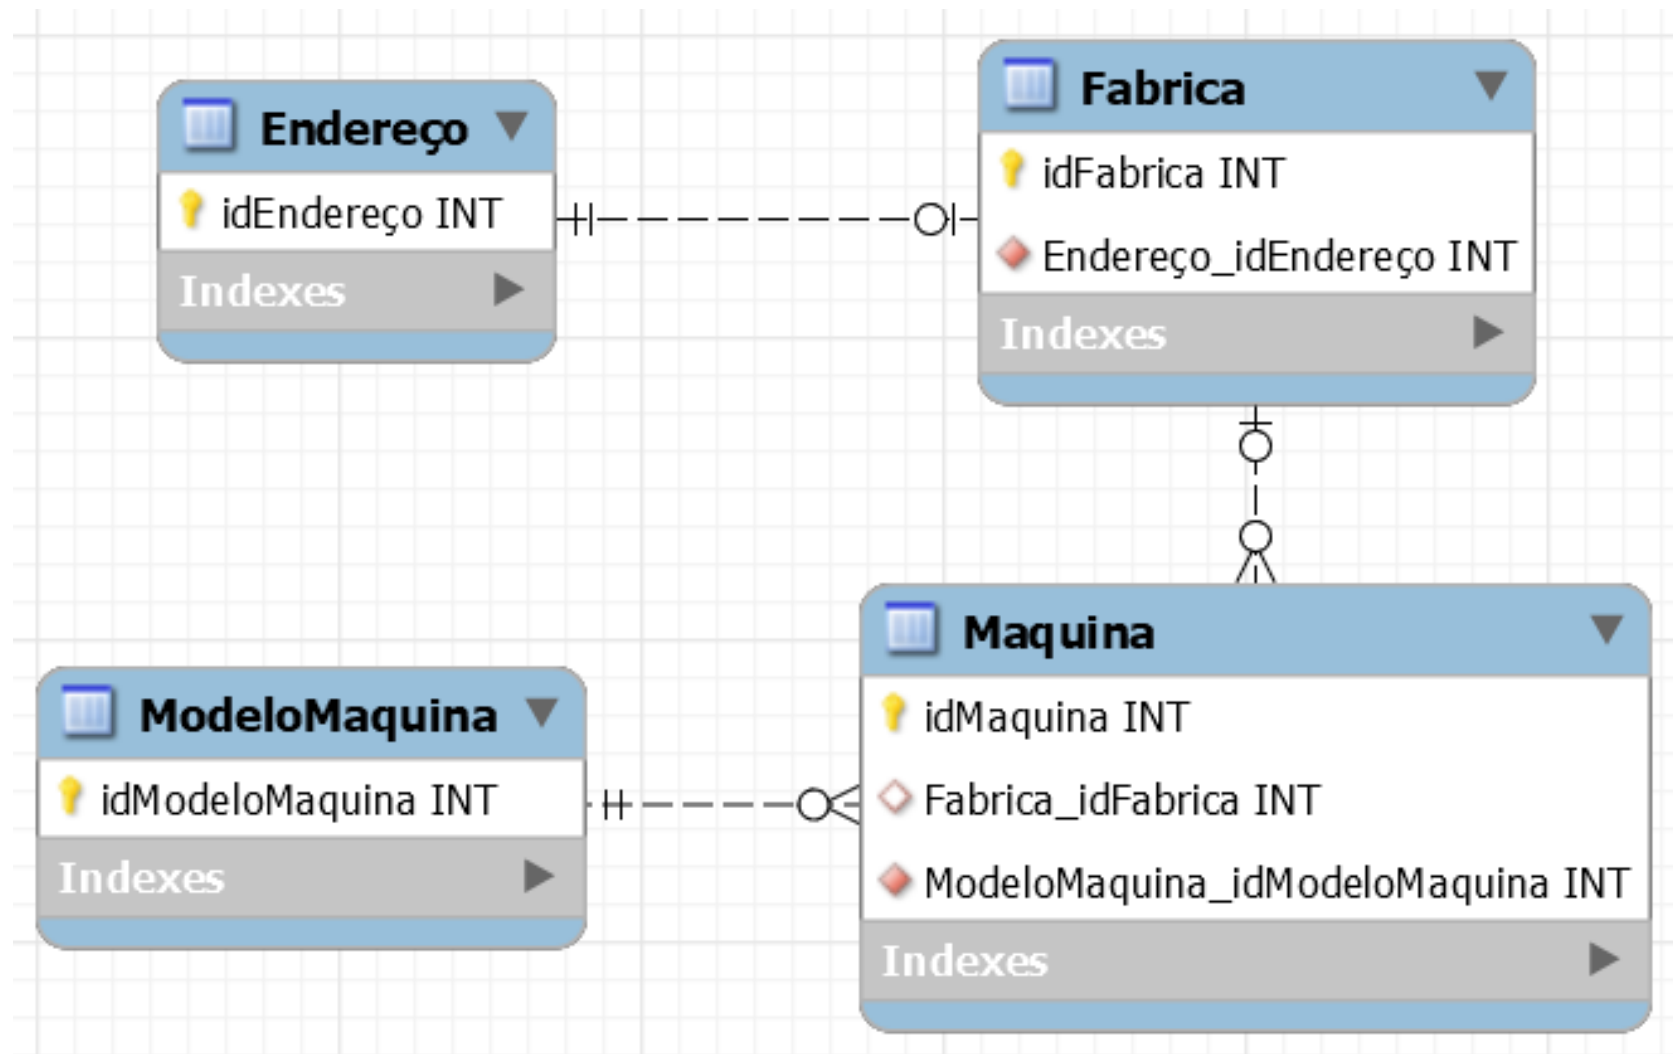 Endereço
idEndereço INT
Indexes
Fabrica
idFabrica INT
Endereço_idEndereço INT
Indexes
ModeloMaquina
idModeloMaquina INT
Indexes
Maquina
idMaquina INT
Fabrica_idFabrica INT
ModeloMaquina_idModeloMaquina INT
Indexes